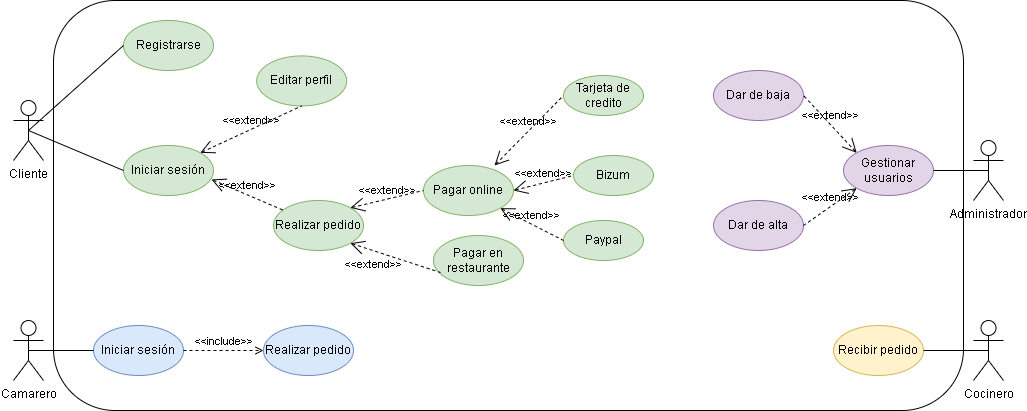 Registrarse
Editar perfil
Tarjeta de
credito
Dar de baja
<<extend>>
<<extend>>
<<extend>>
<<extend>>
Cliente
Iniciar sesión
Pagar online
<<extend>>
Bizum
Gestionar
usuarios
<<extend>>
<<extend>>
<<extend>>
<<extend>>
Administrador
Realizar pedido
Paypal
Dar de alta
Pagar en
restaurante
<<extend>>
Iniciar sesión
<<include>>
Realizar pedido
Recibir pedido
Camarero
Cocinero